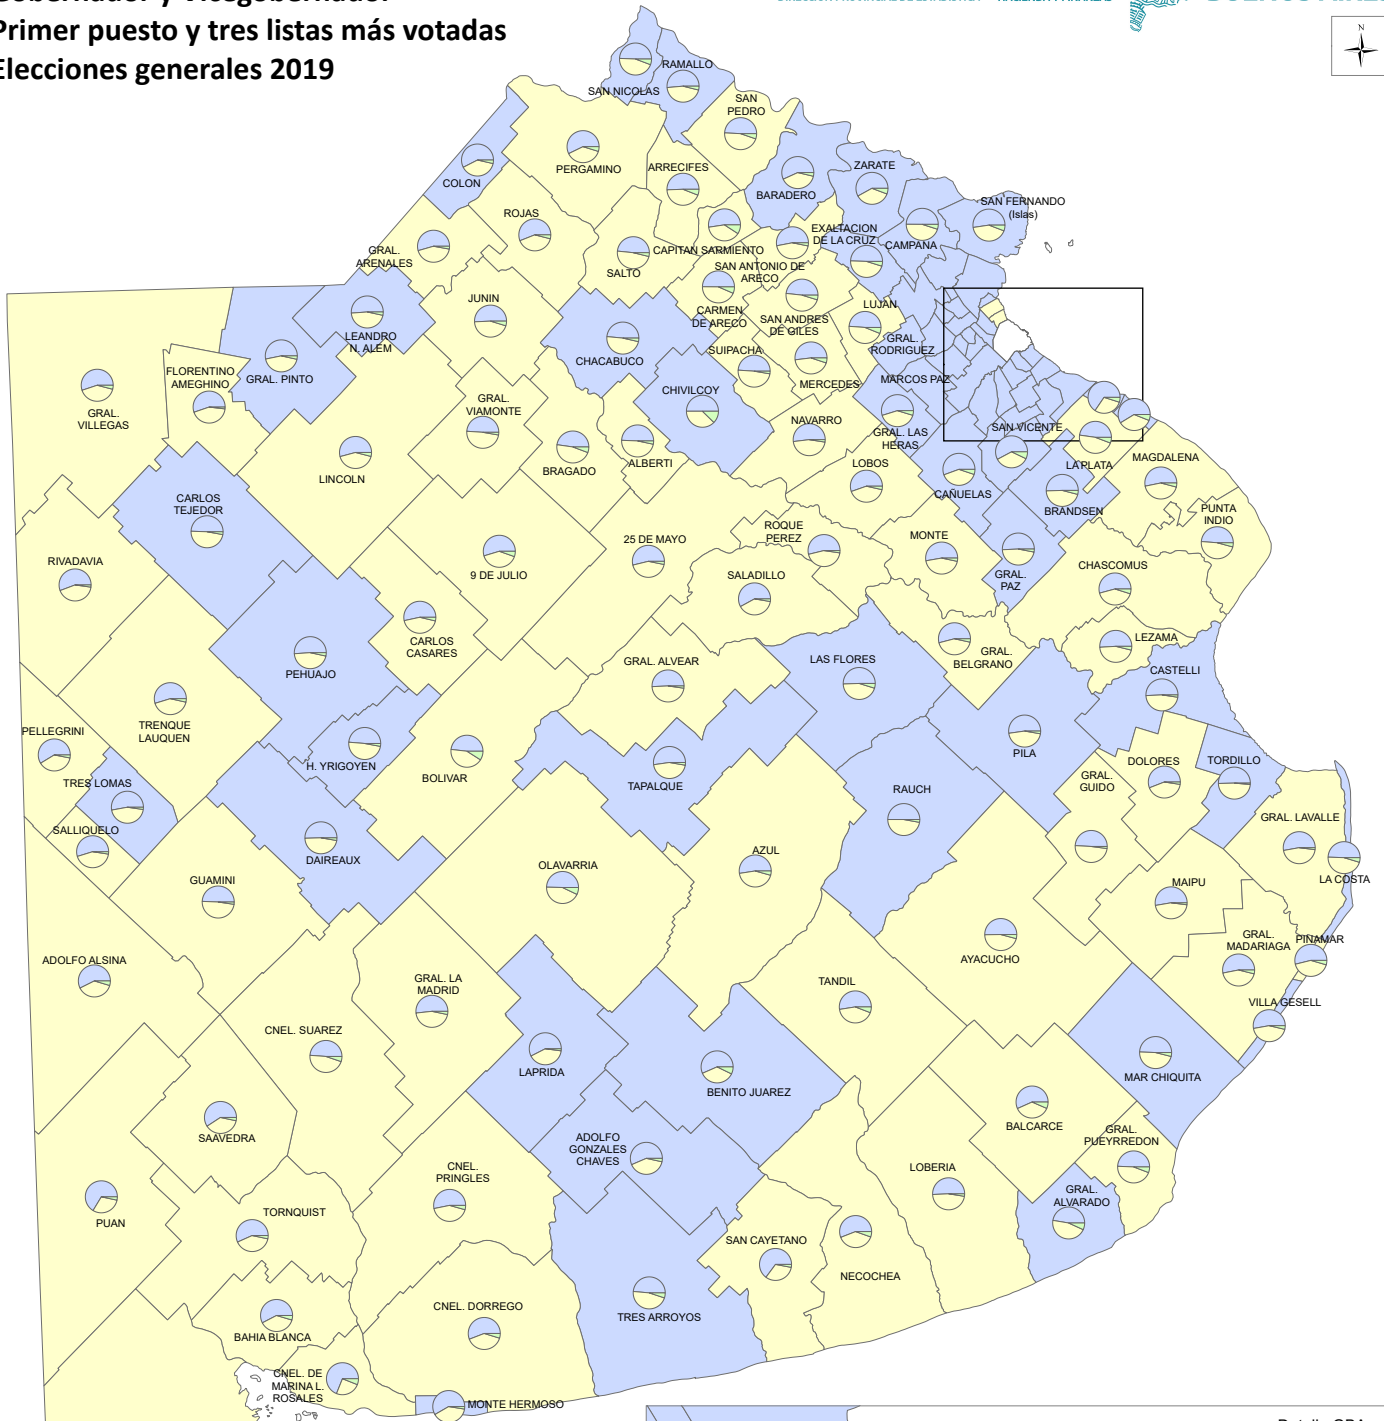 Primer puesto y tres listas más votadas
Elecciones generales 2019
N
RAMALLO
SAN NICOLAS
SAN
PEDRO
COLON
PERGAMINO
ARRECIFES
BARADERO
ZARATE
SAN FERNANDO
(Islas)
ROJAS
GRAL.
ARENALES
SALTO
CAPITAN SARMIENTO
EXALTACION
DE LA CRUZ
CAMPANA
SAN ANTONIO DE
ARECO
JUNIN
LEANDRO
N. ALEM
CARMEN
DE ARECO
SAN ANDRES
DE GILES
LUJAN
GRAL.
RODRIGUEZ
CHACABUCO
SUIPACHA
MERCEDES
MARCOS PAZ
FLORENTINO
AMEGHINO
GRAL. PINTO
GRAL.
VILLEGAS
CHIVILCOY
GRAL.
VIAMONTE
NAVARRO
GRAL. LAS
HERAS
SAN VICENTE
LINCOLN
BRAGADO
ALBERTI
LOBOS
CAÑUELAS
LA PLATA
BRANDSEN
MAGDALENA
PUNTA
INDIO
CARLOS
TEJEDOR
RIVADAVIA
9 DE JULIO
25 DE MAYO
ROQUE
PEREZ
MONTE
GRAL.
PAZ
CHASCOMUS
SALADILLO
CARLOS
CASARES
LEZAMA
GRAL.
BELGRANO
PEHUAJO
GRAL. ALVEAR
LAS FLORES
CASTELLI
TRENQUE
LAUQUEN
PELLEGRINI
H. YRIGOYEN
BOLIVAR
TRES LOMAS
TAPALQUE
PILA
GRAL.
GUIDO
DOLORES
TORDILLO
RAUCH
GRAL. LAVALLE
SALLIQUELO
DAIREAUX
LA COSTA
GUAMINI
OLAVARRIA
AZUL
MAIPU
GRAL.
MADARIAGA
PINAMAR
ADOLFO ALSINA
AYACUCHO
GRAL. LA
MADRID
TANDIL
VILLA GESELL
CNEL. SUAREZ
LAPRIDA
BENITO JUAREZ
MAR CHIQUITA
SAAVEDRA
BALCARCE
GRAL.
PUEYRREDON
ADOLFO
GONZALES
CHAVES
CNEL.
PRINGLES
LOBERIA
GRAL.
ALVARADO
PUAN
TORNQUIST
SAN CAYETANO
NECOCHEA
CNEL. DORREGO
TRES ARROYOS
BAHIA BLANCA
CNEL. DE
MARINA L.
ROSALES
MONTE HERMOSO